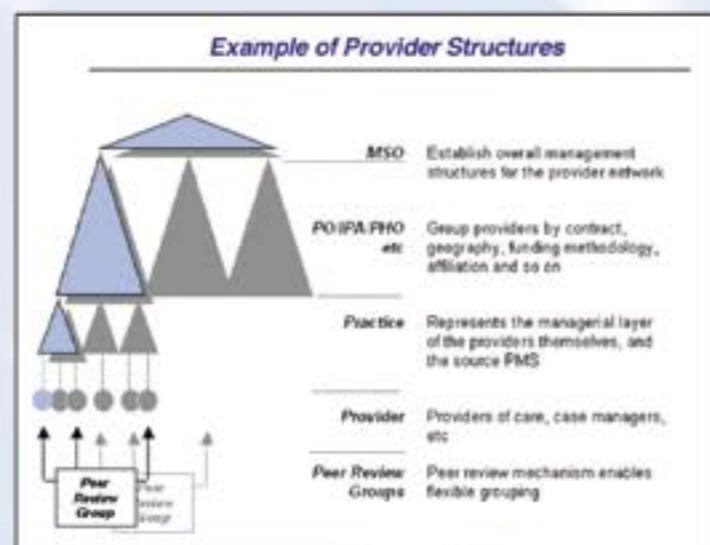 Example of Provider Structures
MSO
Establish overall management
structures for the provider network
PO/IPA/PHO
etc
Group providers by contract,
geography, funding methodology,
affiliation and so on
Practice
Represents the managerial layer
of the providers themselves, and
the source PMS
Provider
Providers of care, case managers,
etc
Peer Review
Groups
Peer review mechanism enables
flexible grouping
Peer
Review
Group
Peer
Review
Group